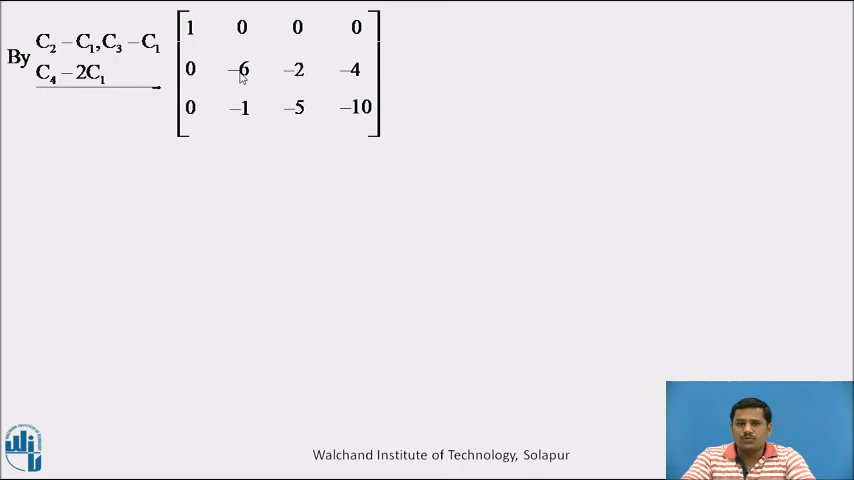 By C₂ – C₁, C₃ – C₁
C₄ – 2C₁
1 0 0 0
0 –6 –2 –4
0 –1 –5 –10
Walchand Institute of Technology, Solapur